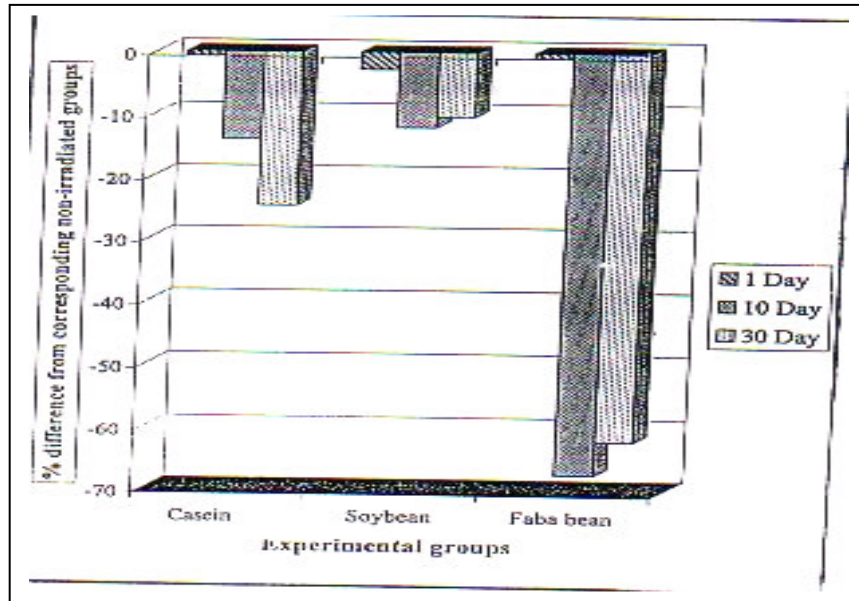 % difference from corresponding non-irradiated groups
0
-10
-20
-30
-40
-50
-60
-70
Casein
Soybean
Faba bean
Experimental groups
1 Day
10 Day
30 Day